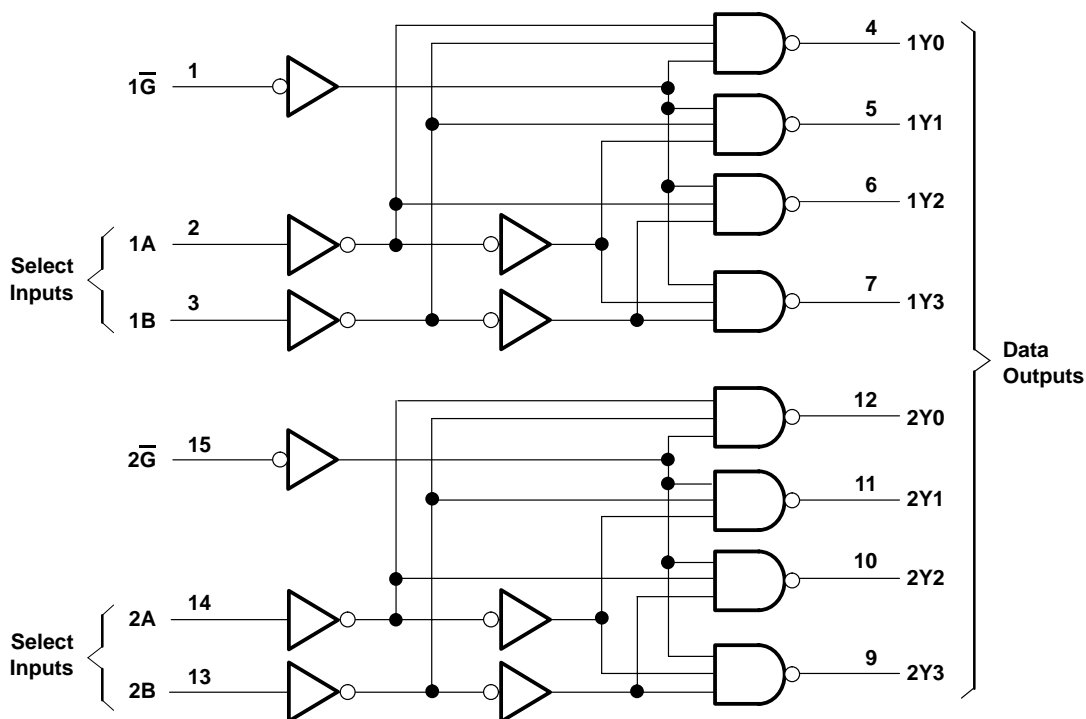 4
1Y0
1
1G̅
5
1Y1
6
1Y2
2
1A
Select
Inputs
3
1B
7
1Y3
Data
Outputs
12
2Y0
15
2G̅
11
2Y1
10
2Y2
14
2A
Select
Inputs
13
2B
9
2Y3